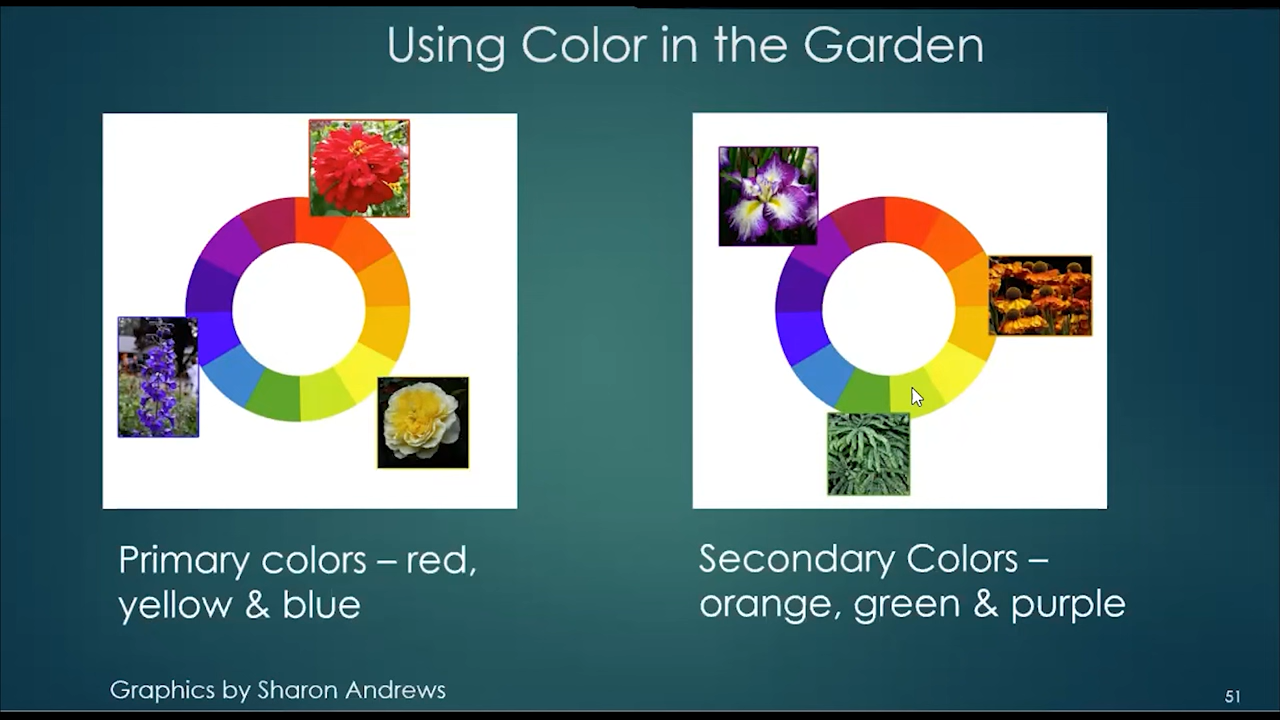 Using Color in the Garden
Primary colors – red,
yellow & blue
Secondary Colors –
orange, green & purple
Graphics by Sharon Andrews
51